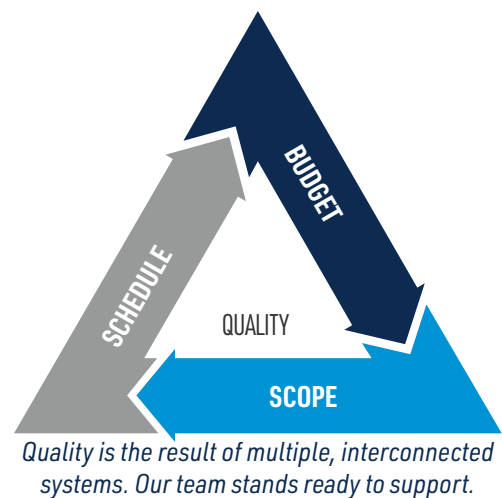 BUDGET
SCHEDULE
QUALITY
SCOPE
Quality is the result of multiple, interconnected
systems. Our team stands ready to support.